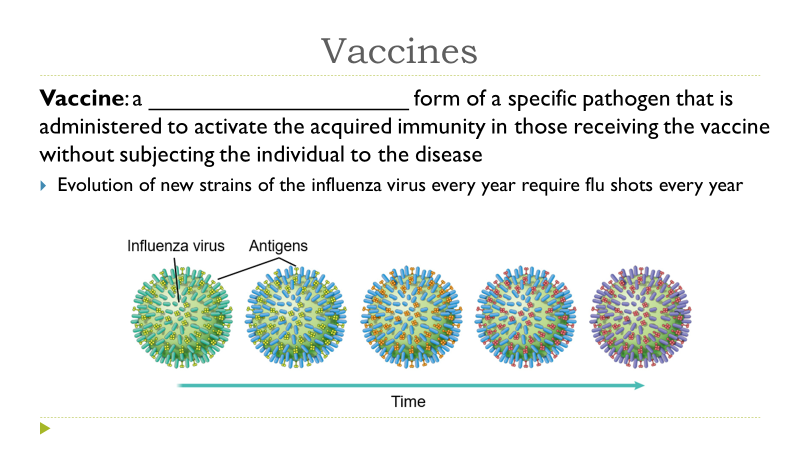 Vaccines
Vaccine: a ______________________ form of a specific pathogen that is
administered to activate the acquired immunity in those receiving the vaccine
without subjecting the individual to the disease
Evolution of new strains of the influenza virus every year require flu shots every year
Influenza virus Antigens
Time